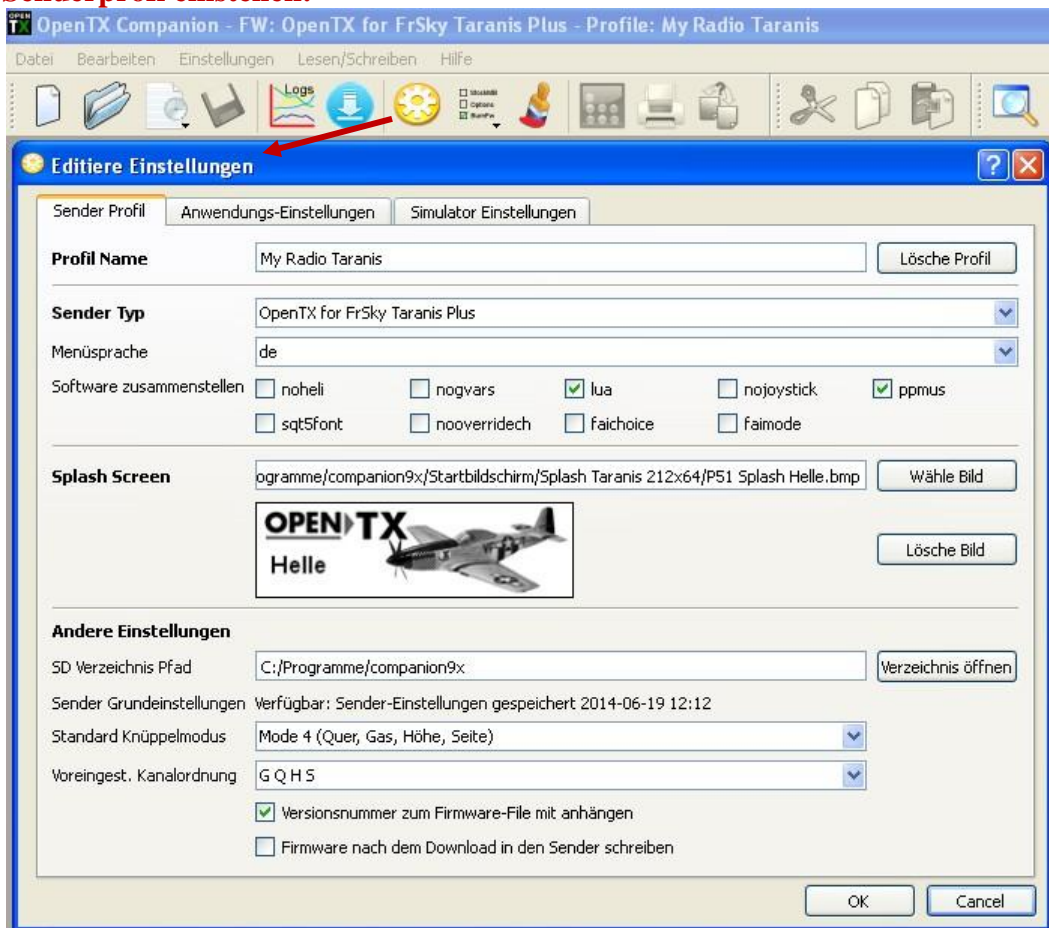 Senderprofil einstellen:
OPEN TX OpenTX Companion - FW: OpenTX for FrSky Taranis Plus - Profile: My Radio Taranis
Datei Bearbeiten Einstellungen Lesen/Schreiben Hilfe
Logs
Editiere Einstellungen
Sender Profil Anwendungs-Einstellungen Simulator Einstellungen
Profil Name My Radio Taranis Lösche Profil
Sender Typ OpenTX for FrSky Taranis Plus
Menüsprache de
Software zusammenstellen noheli nogvars lua nojoystick ppmus
sqt5font nooverridech faichoice faimode
Splash Screen ogramme/companion9x/Startbildschirm/Splash Taranis 212x64/P51 Splash Helle.bmp Wähle Bild
OPEN TX
Helle
Lösche Bild
Andere Einstellungen
SD Verzeichnis Pfad C:/Programme/companion9x Verzeichnis öffnen
Sender Grundeinstellungen Verfügbar: Sender-Einstellungen gespeichert 2014-06-19 12:12
Standard Knüppelmodus Mode 4 (Quer, Gas, Höhe, Seite)
Voreingest. Kanalordnung G Q H S
Versionsnummer zum Firmware-File mit anhängen
Firmware nach dem Download in den Sender schreiben
OK Cancel